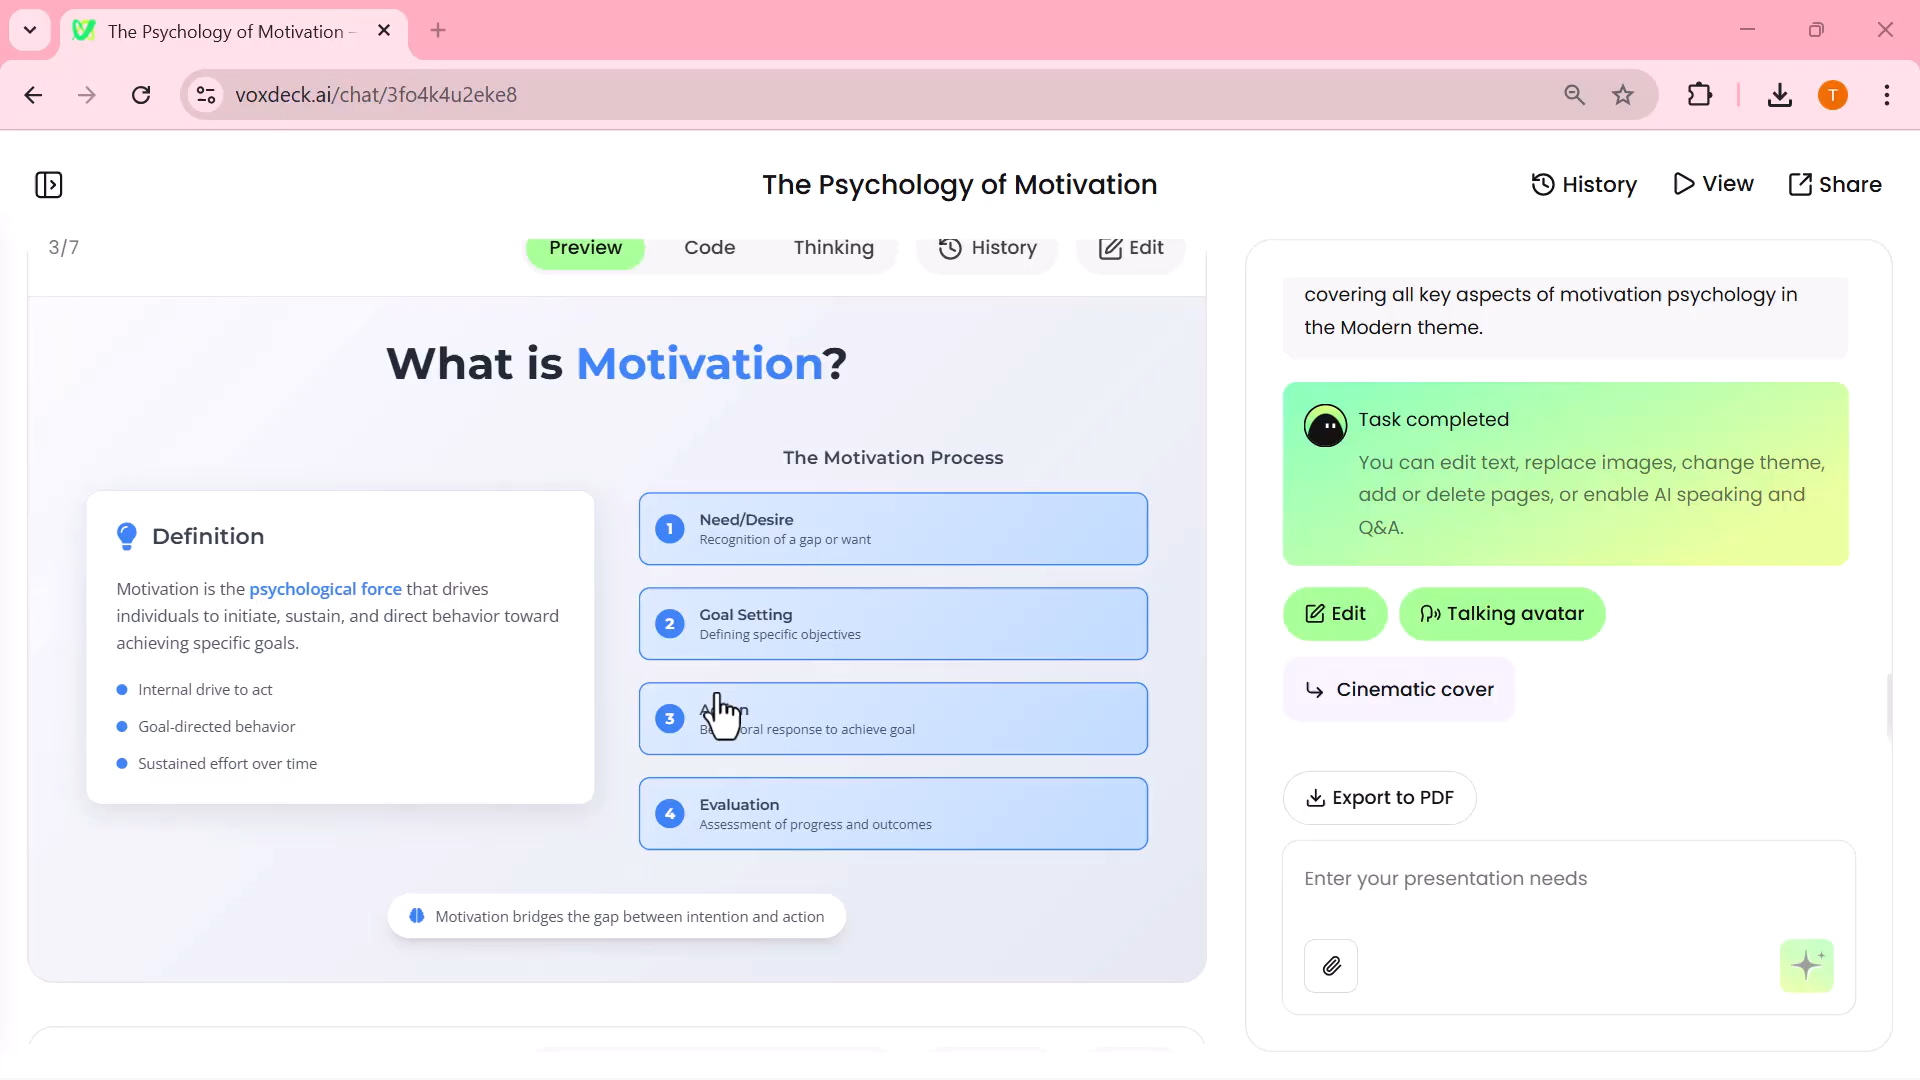 The Psychology of Motivation –
voxdeck.ai/chat/3fo4k4u2eke8
T
The Psychology of Motivation
History
View
Share
3/7
Preview
Code
Thinking
History
Edit
What is Motivation?
Definition
Motivation is the psychological force that drives
individuals to initiate, sustain, and direct behavior toward
achieving specific goals.
Internal drive to act
Goal-directed behavior
Sustained effort over time
The Motivation Process
1
Need/Desire
Recognition of a gap or want
2
Goal Setting
Defining specific objectives
3
response to achieve goal
4
Evaluation
Assessment of progress and outcomes
Motivation bridges the gap between intention and action
covering all key aspects of motivation psychology in
the Modern theme.
Task completed
You can edit text, replace images, change theme,
add or delete pages, or enable AI speaking and
Q&A.
Edit
Talking avatar
Cinematic cover
Export to PDF
Enter your presentation needs